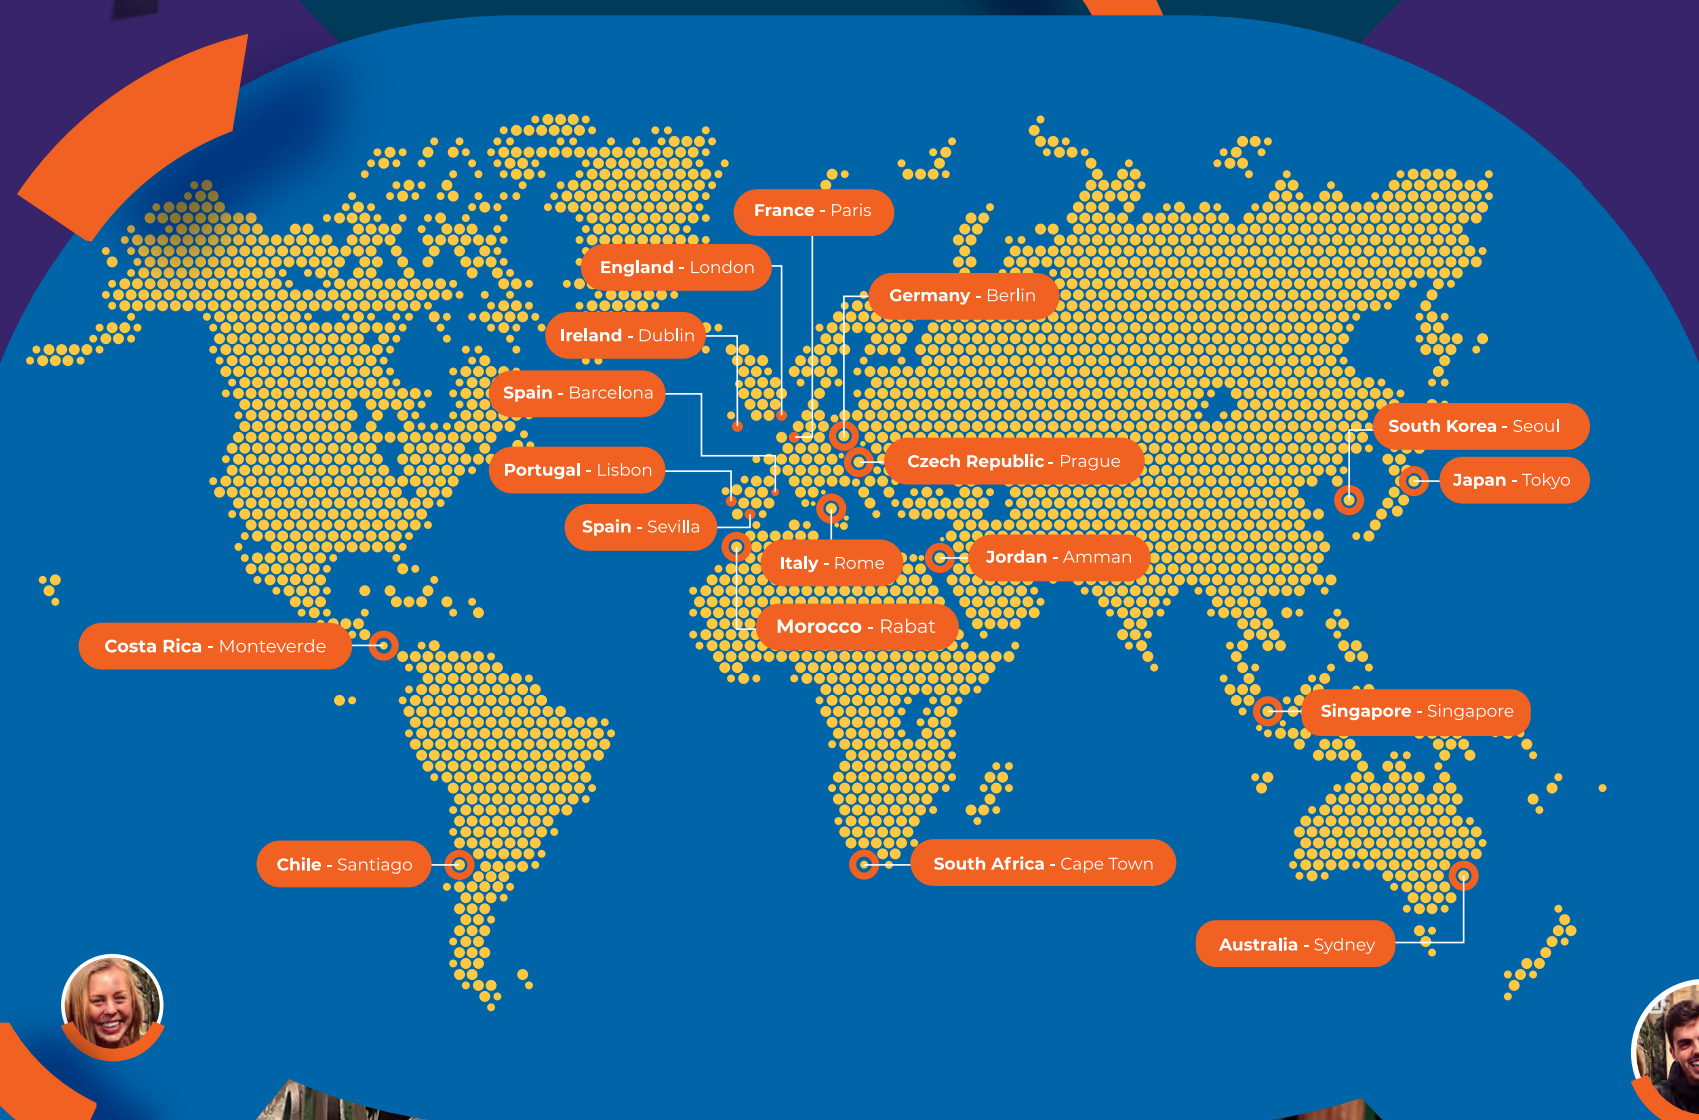 France - Paris
England - London
Germany - Berlin
Ireland - Dublin
Spain - Barcelona
South Korea - Seoul
Czech Republic - Prague
Portugal - Lisbon
Japan - Tokyo
Spain - Sevilla
Jordan - Amman
Italy - Rome
Morocco - Rabat
Costa Rica - Monteverde
Singapore - Singapore
Chile - Santiago
South Africa - Cape Town
Australia - Sydney